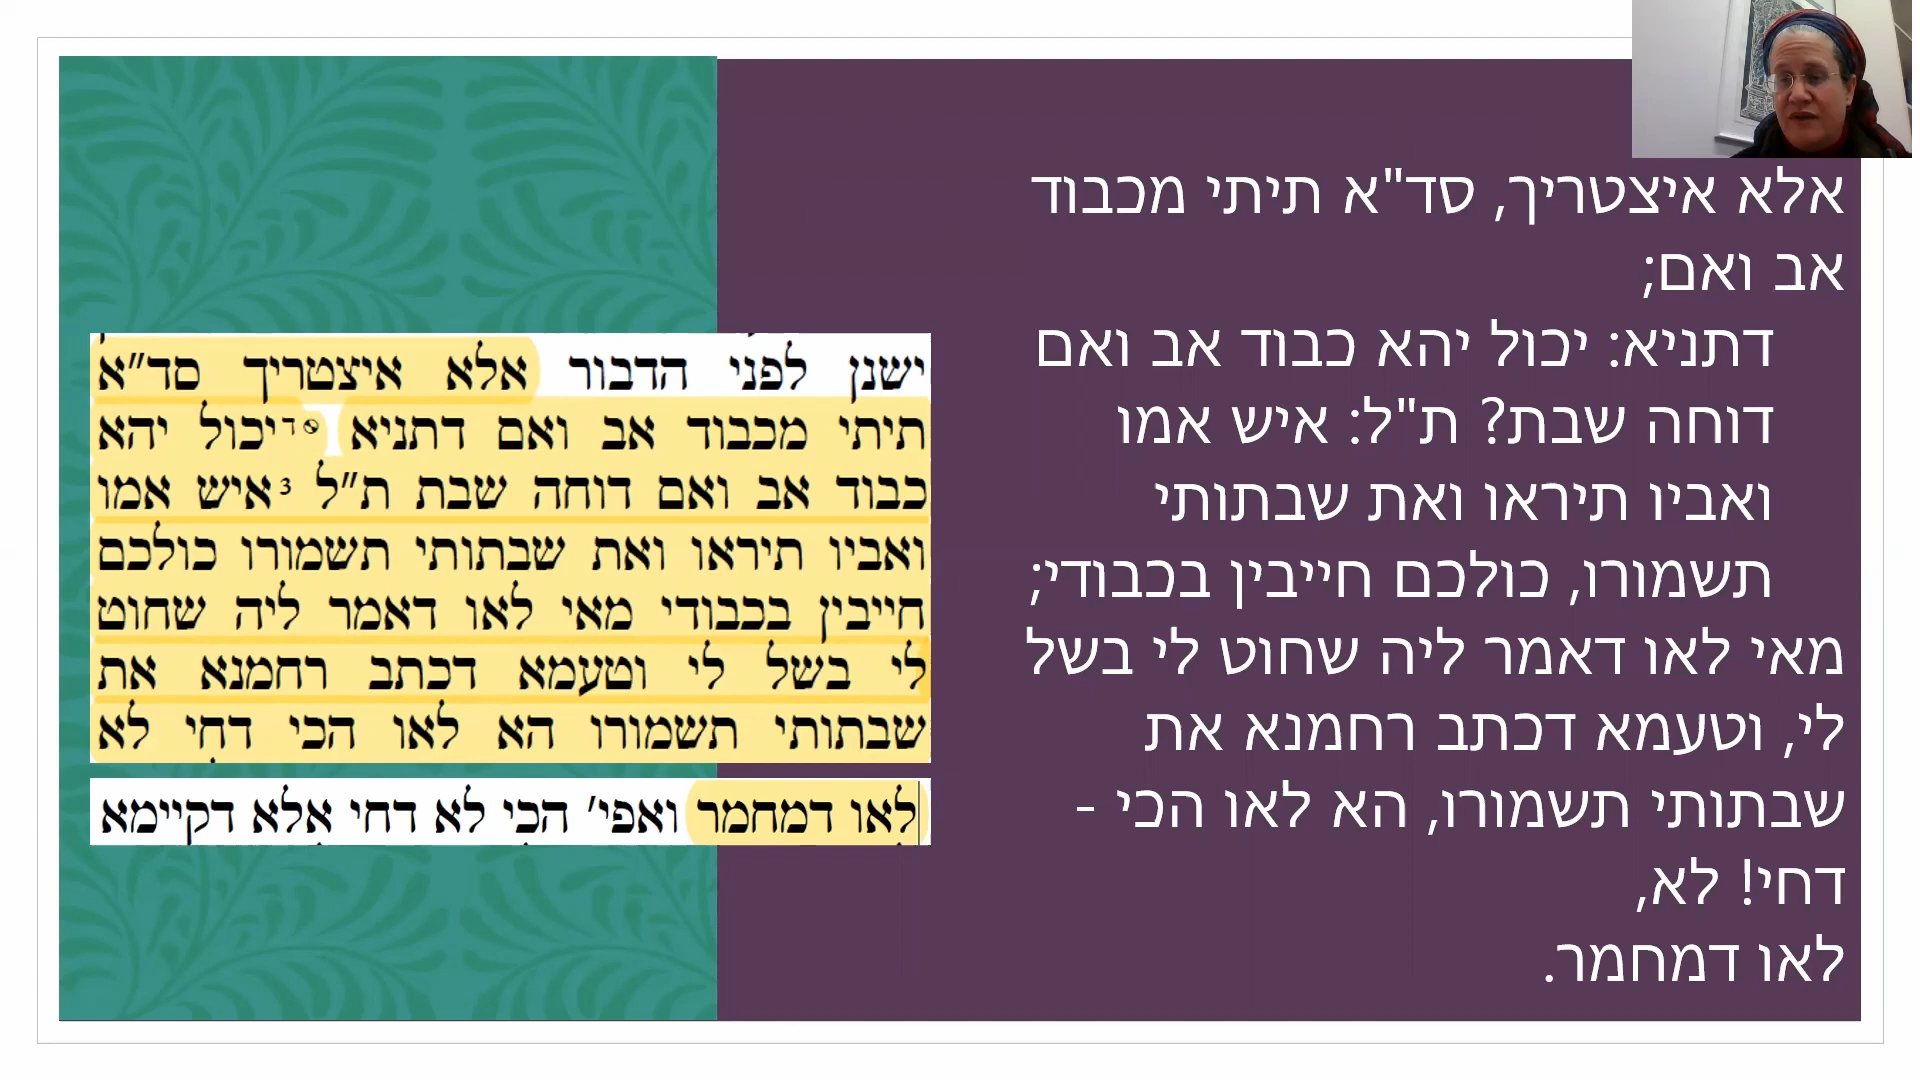 אלא איצטריך, סד"א תיתי מכבוד
אב ואם;
דתניא: יכול יהא כבוד אב ואם
דוחה שבת? ת"ל: איש אמו
ואביו תיראו ואת שבתותי
תשמורו, כולכם חייבין בכבודי;
מאי לאו דאמר ליה שחוט לי בשל
לי, וטעמא דכתב רחמנא את
שבתותי תשמורו, הא לאו הכי -
דחי! לא,
לאו דמחמר.
ישנן לפני הדבור אלא איצטריך סד״א
תיתי מכבוד אב ואם דתניא ד יכול יהא
כבוד אב ואם דוחה שבת ת״ל 3 איש אמו
ואביו תיראו ואת שבתותי תשמורו כולכם
חייבין בכבודי מאי לאו דאמר ליה שחוט
לי בשל לי וטעמא דכתב רחמנא את
שבתותי תשמורו הא לאו הכי דחי לא
לאו דמחמר ואפי׳ הכי לא דחי אלא דקיימא